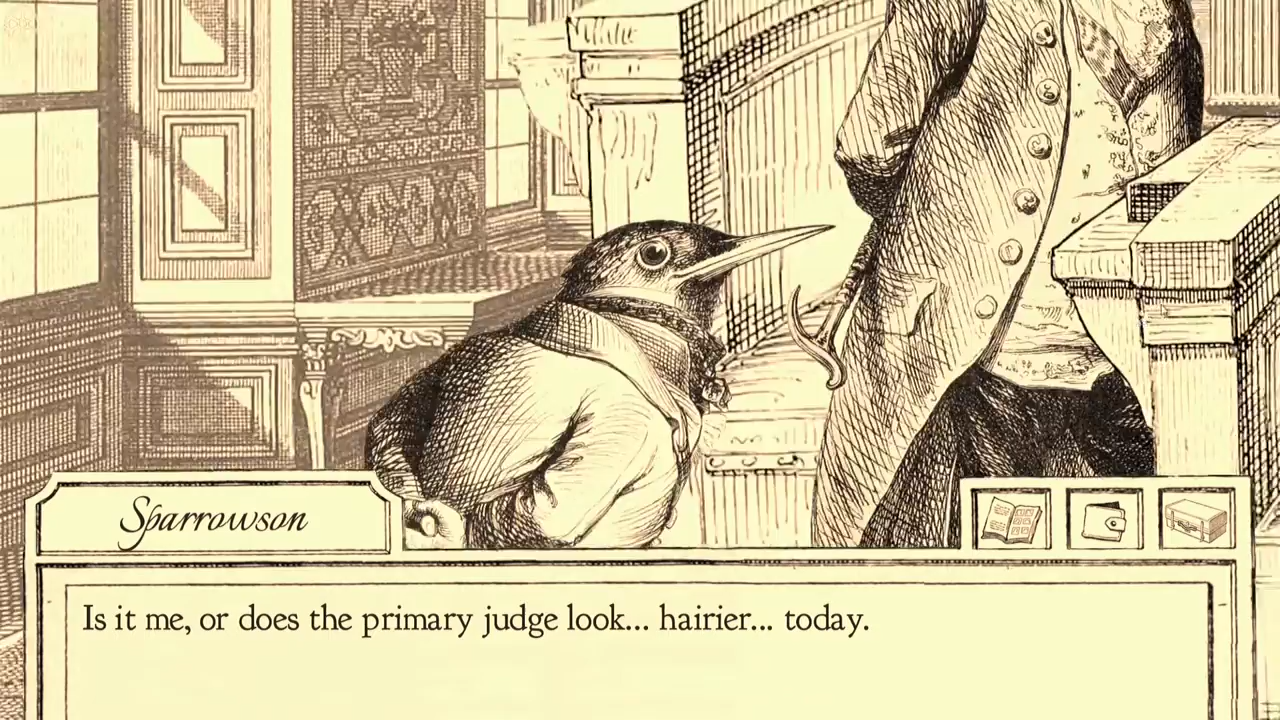 Sparrowson
Is it me, or does the primary judge look... hairier... today.